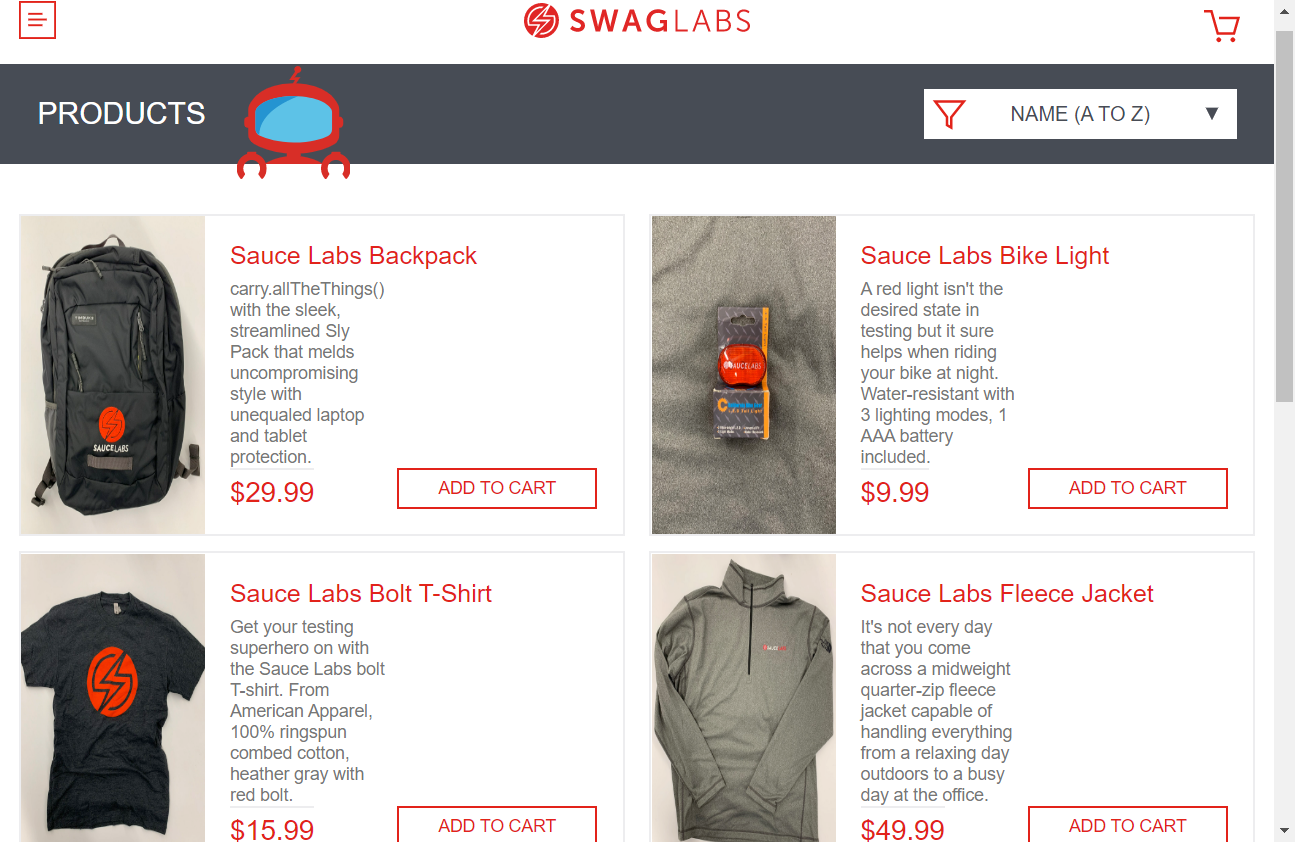 SWAGLABS
PRODUCTS
NAME (A TO Z)
Sauce Labs Backpack
carry.allTheThings()
with the sleek,
streamlined Sly
Pack that melds
uncompromising
style with
unequaled laptop
and tablet
protection.
$29.99
ADD TO CART
SAUCELABS
Sauce Labs Bike Light
A red light isn't the
desired state in
testing but it sure
helps when riding
your bike at night.
Water-resistant with
3 lighting modes, 1
AAA battery
included.
$9.99
ADD TO CART
SAUCELABS
Sauce Labs Bolt T-Shirt
Get your testing
superhero on with
the Sauce Labs bolt
T-shirt. From
American Apparel,
100% ringspun
combed cotton,
heather gray with
red bolt.
$15.99
ADD TO CART
Sauce Labs Fleece Jacket
It's not every day
that you come
across a midweight
quarter-zip fleece
jacket capable of
handling everything
from a relaxing day
outdoors to a busy
day at the office.
$49.99
ADD TO CART